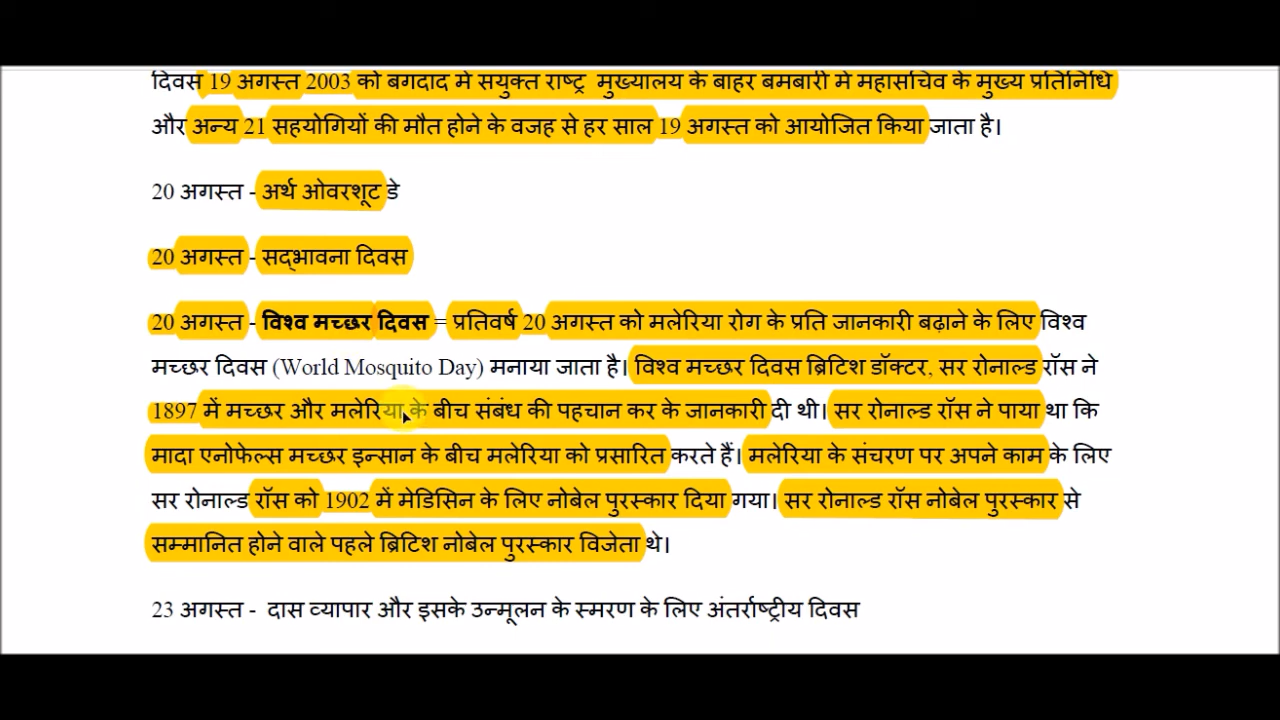 दिवस 19 अगस्त 2003 को बगदाद में संयुक्त राष्ट्र मुख्यालय के बाहर बमबारी में महासचिव के मुख्य प्रतिनिधि
और अन्य 21 सहयोगियों की मौत होने के वजह से हर साल 19 अगस्त को आयोजित किया जाता है।
20 अगस्त - अर्थ ओवरशूट डे
20 अगस्त - सद्भावना दिवस
20 अगस्त - विश्व मच्छर दिवस = प्रतिवर्ष 20 अगस्त को मलेरिया रोग के प्रति जानकारी बढ़ाने के लिए विश्व
मच्छर दिवस (World Mosquito Day) मनाया जाता है। विश्व मच्छर दिवस ब्रिटिश डॉक्टर, सर रोनाल्ड रॉस ने
1897 में मच्छर और मलेरिया के बीच संबंध की पहचान कर के जानकारी दी थी। सर रोनाल्ड रॉस ने पाया था कि
मादा एनोफेल्स मच्छर इन्सान के बीच मलेरिया को प्रसारित करते हैं। मलेरिया के संचरण पर अपने काम के लिए
सर रोनाल्ड रॉस को 1902 में मेडिसिन के लिए नोबेल पुरस्कार दिया गया। सर रोनाल्ड रॉस नोबेल पुरस्कार से
सम्मानित होने वाले पहले ब्रिटिश नोबेल पुरस्कार विजेता थे।
23 अगस्त - दास व्यापार और इसके उन्मूलन के स्मरण के लिए अंतर्राष्ट्रीय दिवस